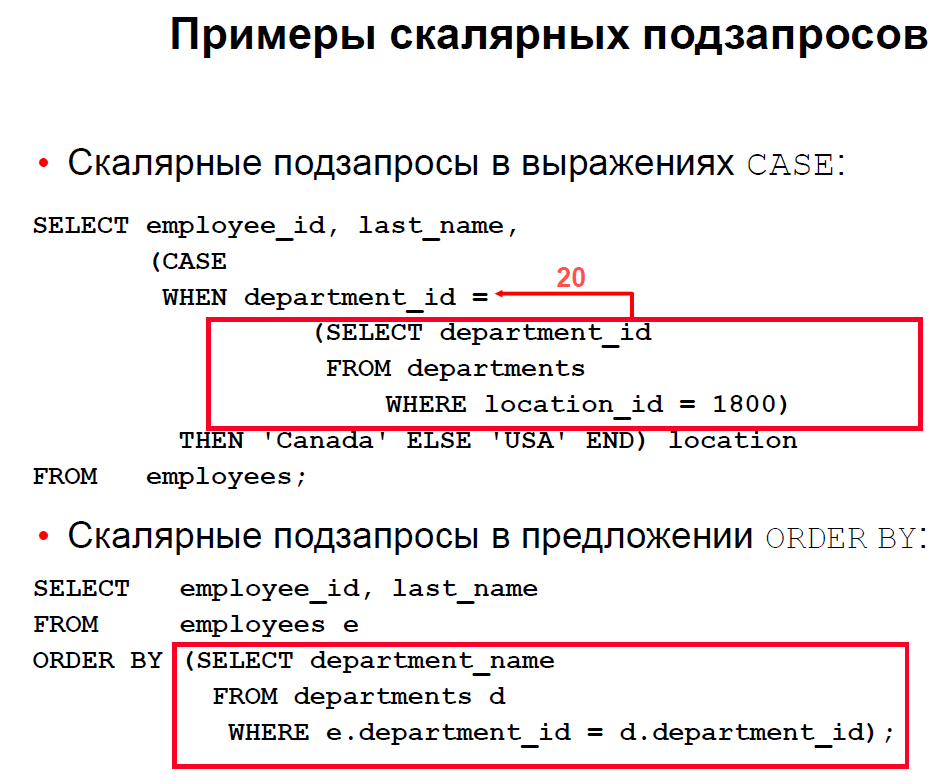 Примеры скалярных подзапросов
• Скалярные подзапросы в выражениях CASE:
SELECT employee_id, last_name,
(CASE
20
WHEN department_id =
(SELECT department_id
FROM departments
WHERE location_id = 1800)
THEN 'Canada' ELSE 'USA' END) location
FROM employees;
• Скалярные подзапросы в предложении ORDER BY:
SELECT employee_id, last_name
FROM employees e
ORDER BY (SELECT department_name
FROM departments d
WHERE e.department_id = d.department_id);